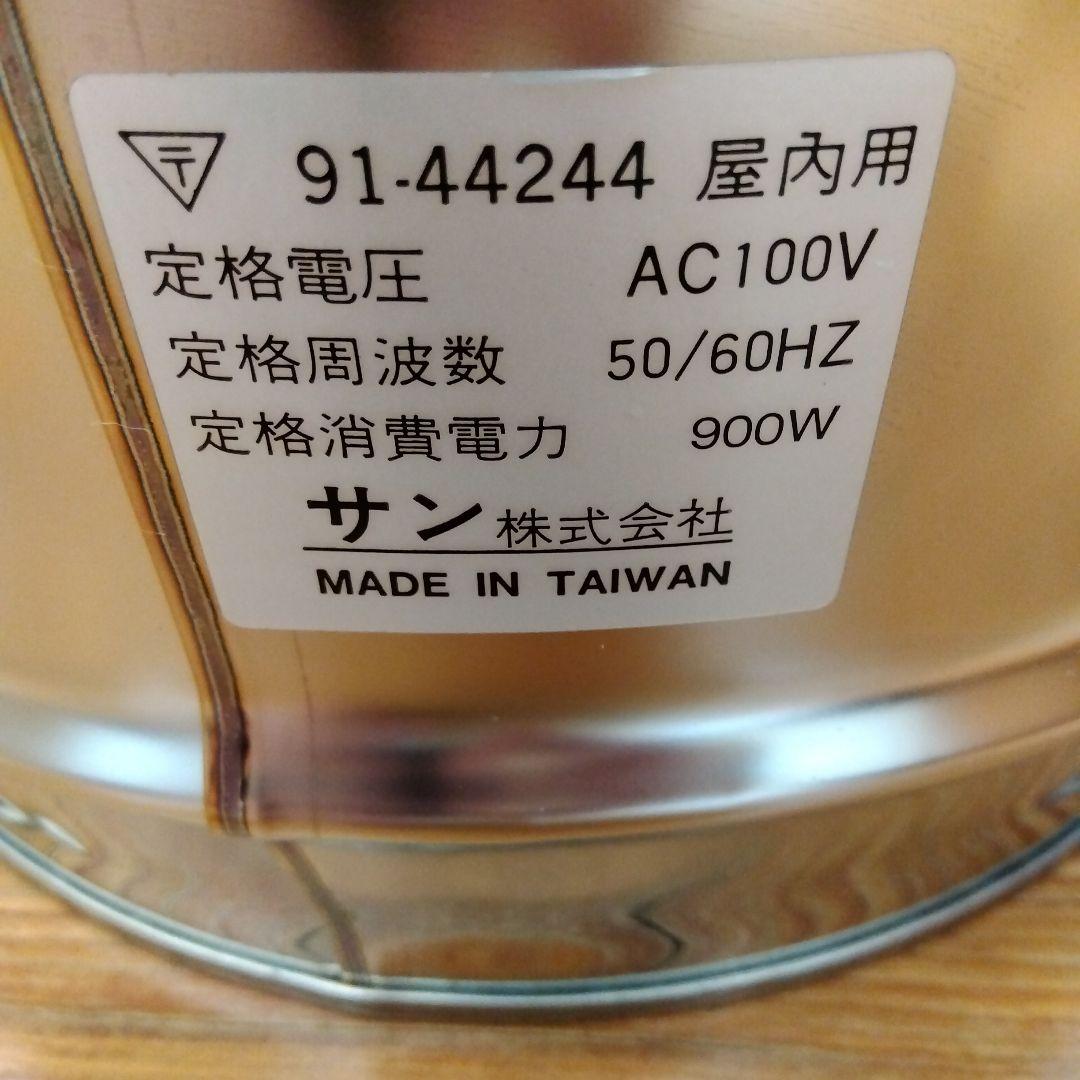 〒 91-44244 屋內用
定格電圧 AC100V
定格周波数 50/60HZ
定格消費電力 900W
サン株式会社
MADE IN TAIWAN